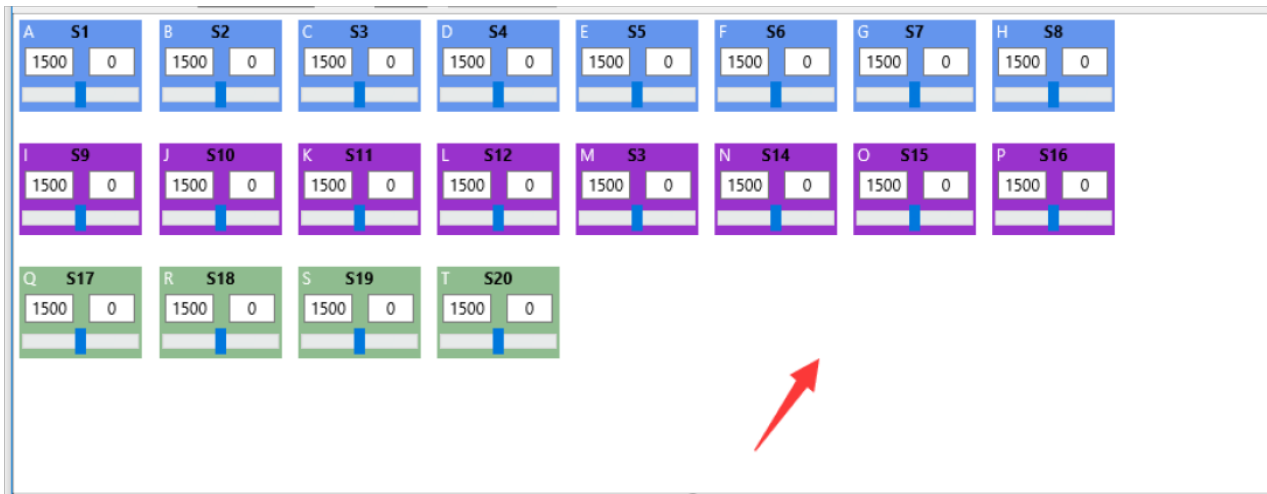 A S1 B S2 C S3 D S4 E S5 F S6 G S7 H S8
1500 0 1500 0 1500 0 1500 0 1500 0 1500 0 1500 0 1500 0
I S9 J S10 K S11 L S12 M S3 N S14 O S15 P S16
1500 0 1500 0 1500 0 1500 0 1500 0 1500 0 1500 0 1500 0
Q S17 R S18 S S19 T S20
1500 0 1500 0 1500 0 1500 0